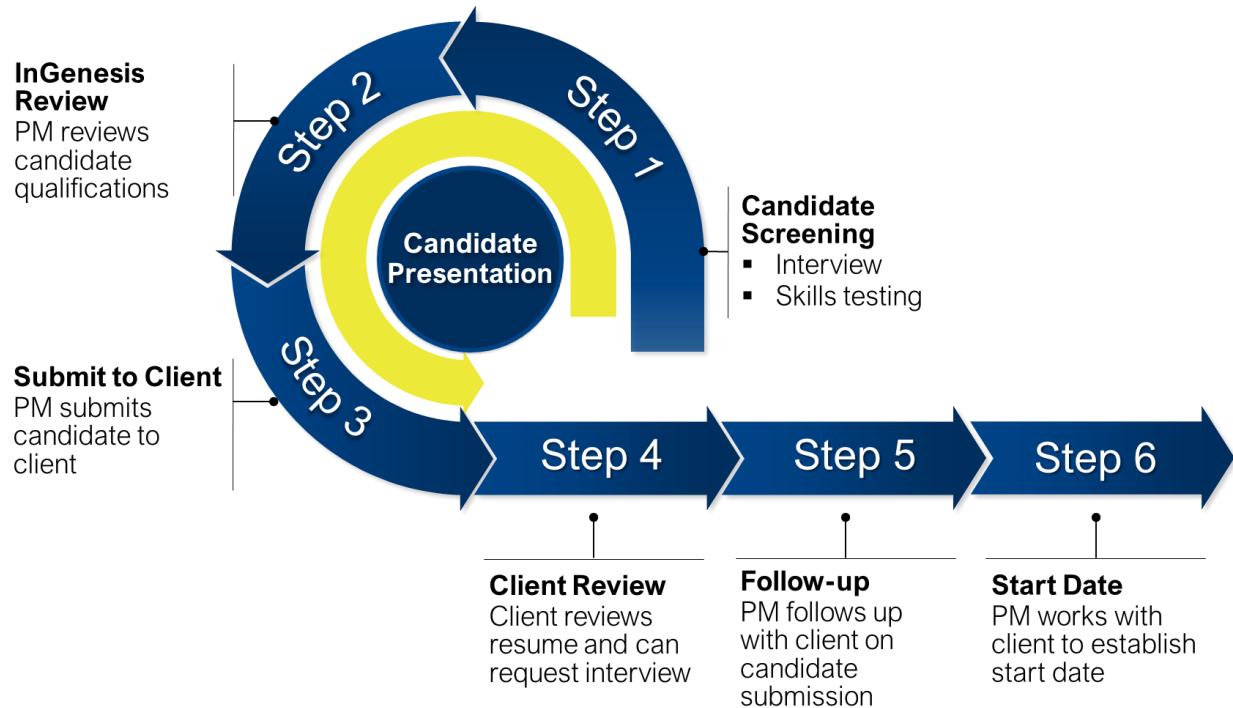 Candidate
Presentation
Step 1
Candidate
Screening
▪ Interview
▪ Skills testing
Step 2
InGenesis
Review
PM reviews
candidate
qualifications
Step 3
Submit to Client
PM submits
candidate to
client
Step 4
Client Review
Client reviews
resume and can
request interview
Step 5
Follow-up
PM follows up
with client on
candidate
submission
Step 6
Start Date
PM works with
client to establish
start date